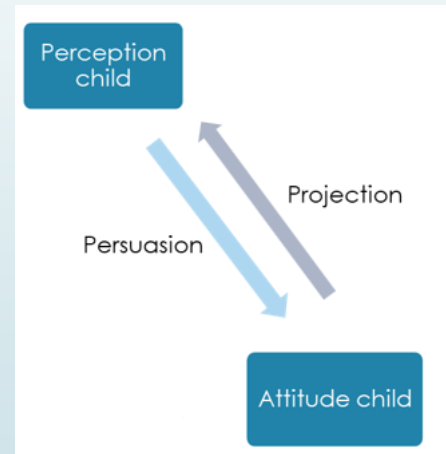 Perception
child
Projection
Persuasion
Attitude child